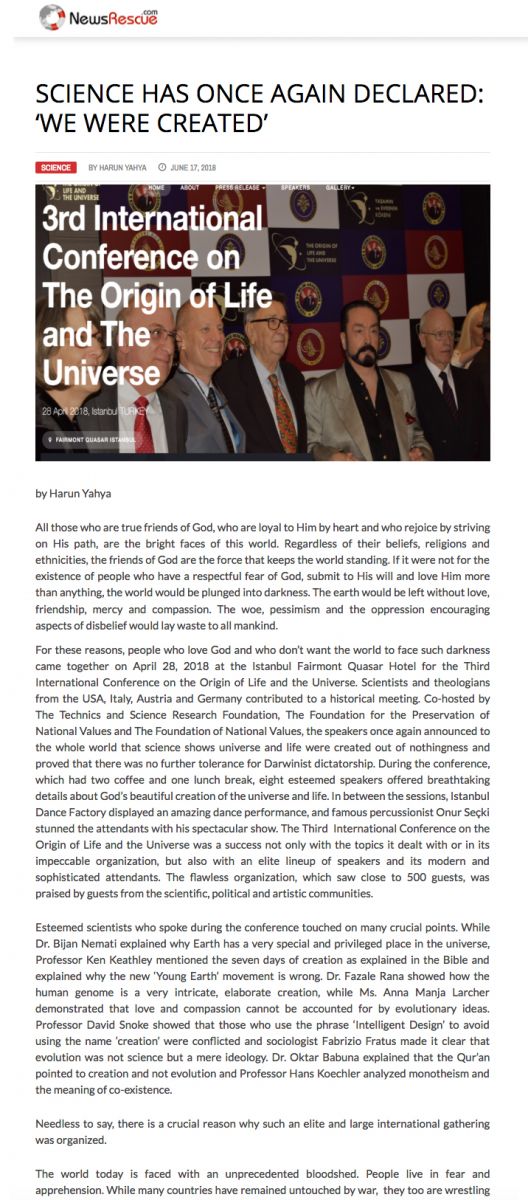 NewsRescue.com
SCIENCE HAS ONCE AGAIN DECLARED:
‘WE WERE CREATED’
SCIENCE BY HARUN YAHYA JUNE 17, 2018
LIFE AND
THE UNIVERSE
HOME ABOUT PRESS RELEASE SPEAKERS GALLERY
3rd International
Conference on
The Origin of Life
and The
Universe
28 April 2018, Istanbul TURKEY
FAIRMONT QUASAR ISTANBUL
THE ORIGIN OF
LIFE AND
THE UNIVERSE
by Harun Yahya
All those who are true friends of God, who are loyal to Him by heart and who rejoice by striving
on His path, are the bright faces of this world. Regardless of their beliefs, religions and
ethnicities, the friends of God are the force that keeps the world standing. If it were not for the
existence of people who have a respectful fear of God, submit to His will and love Him more
than anything, the world would be plunged into darkness. The earth would be left without love,
friendship, mercy and compassion. The woe, pessimism and the oppression encouraging
aspects of disbelief would lay waste to all mankind.
For these reasons, people who love God and who don’t want the world to face such darkness
came together on April 28, 2018 at the Istanbul Fairmont Quasar Hotel for the Third
International Conference on the Origin of Life and the Universe. Scientists and theologians
from the USA, Italy, Austria and Germany contributed to a historical meeting. Co-hosted by
The Technics and Science Research Foundation, The Foundation for the Preservation of
National Values and The Foundation of National Values, the speakers once again announced to
the whole world that science shows universe and life were created out of nothingness and
proved that there was no further tolerance for Darwinist dictatorship. During the conference,
which had two coffee and one lunch break, eight esteemed speakers offered breathtaking
details about God’s beautiful creation of the universe and life. In between the sessions, Istanbul
Dance Factory displayed an amazing dance performance, and famous percussionist Onur Seçki
stunned the attendants with his spectacular show. The Third International Conference on the
Origin of Life and the Universe was a success not only with the topics it dealt with or in its
impeccable organization, but also with an elite lineup of speakers and its modern and
sophisticated attendants. The flawless organization, which saw close to 500 guests, was
praised by guests from the scientific, political and artistic communities.
Esteemed scientists who spoke during the conference touched on many crucial points. While
Dr. Bijan Nemati explained why Earth has a very special and privileged place in the universe,
Professor Ken Keathley mentioned the seven days of creation as explained in the Bible and
explained why the new ‘Young Earth’ movement is wrong. Dr. Fazale Rana showed how the
human genome is a very intricate, elaborate creation, while Ms. Anna Manja Larcher
demonstrated that love and compassion cannot be accounted for by evolutionary ideas.
Professor David Snoke showed that those who use the phrase ‘Intelligent Design’ to avoid
using the name ‘creation’ were conflicted and sociologist Fabrizio Fratus made it clear that
evolution was not science but a mere ideology. Dr. Oktar Babuna explained that the Qur’an
pointed to creation and not evolution and Professor Hans Koechler analyzed monotheism and
the meaning of co-existence.
Needless to say, there is a crucial reason why such an elite and large international gathering
was organized.
The world today is faced with an unprecedented bloodshed. People live in fear and
apprehension. While many countries have remained untouched by war, they too are wrestling